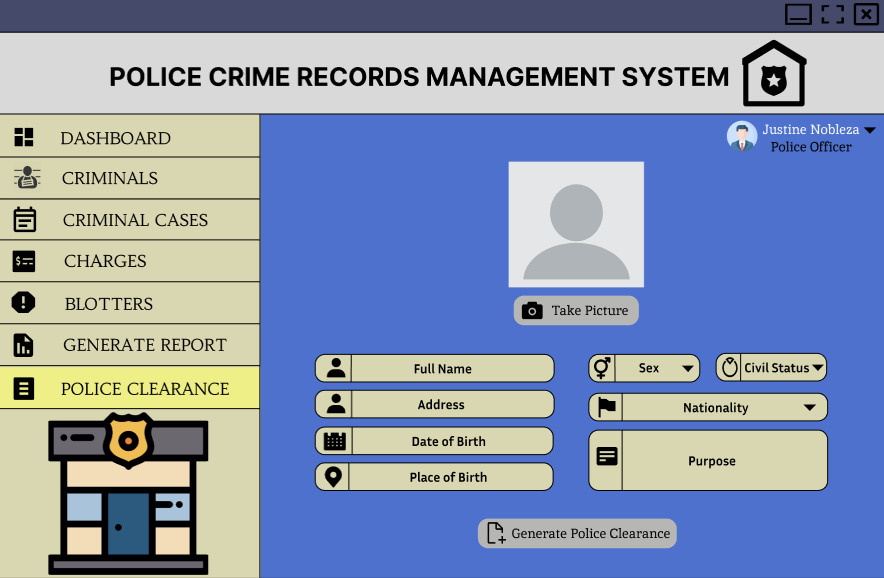 POLICE CRIME RECORDS MANAGEMENT SYSTEM
Justine Nobleza
Police Officer
DASHBOARD
CRIMINALS
CRIMINAL CASES
CHARGES
BLOTTERS
GENERATE REPORT
POLICE CLEARANCE
Take Picture
Full Name
Address
Date of Birth
Place of Birth
Sex
Civil Status
Nationality
Purpose
Generate Police Clearance